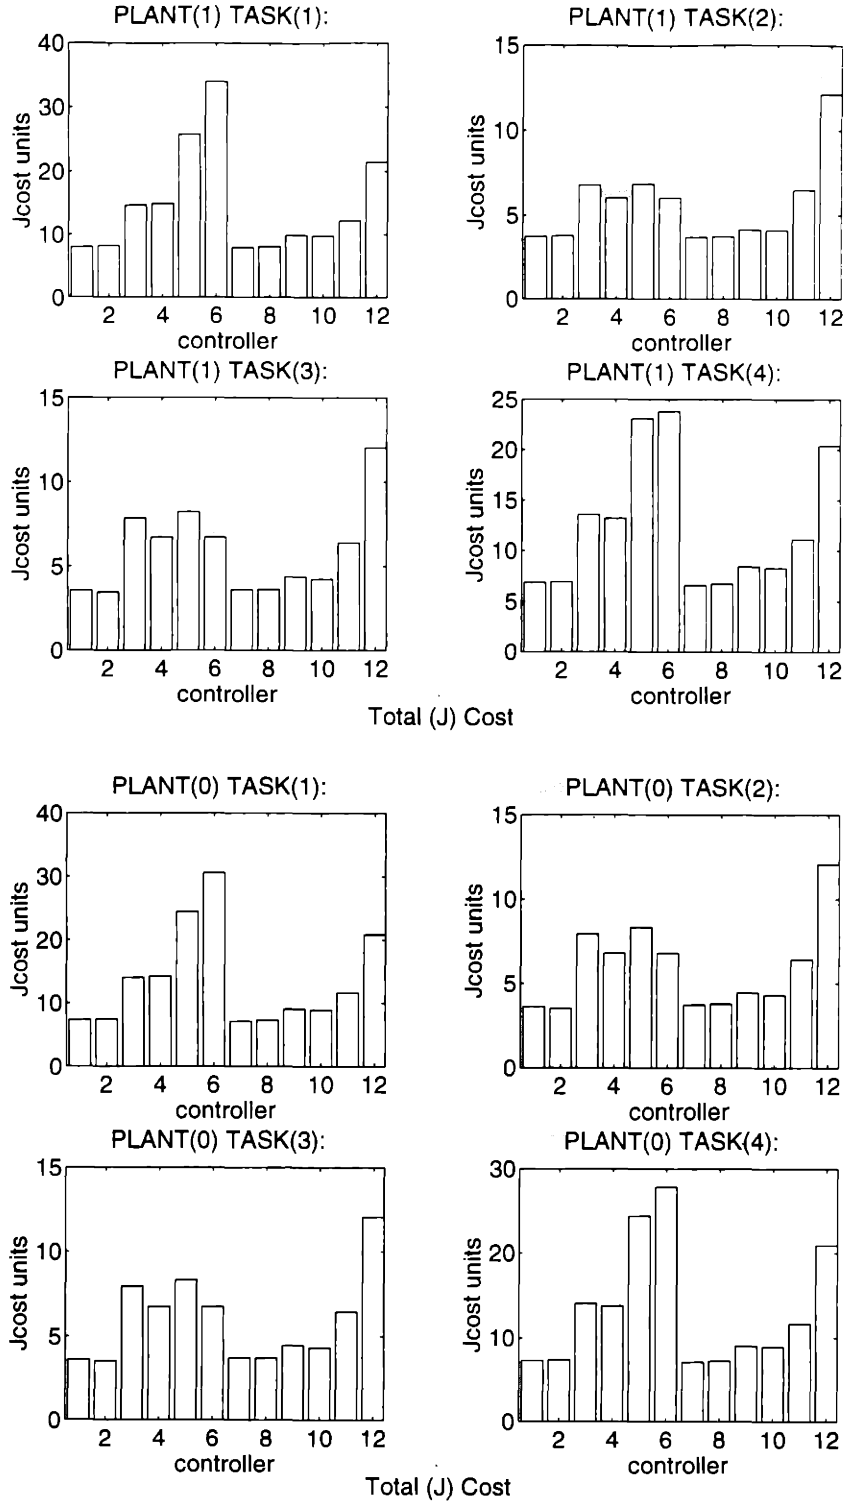 PLANT(1) TASK(1):
40
30
20
10
0
Jcost units
2 4 6 8 10 12
controller
PLANT(1) TASK(2):
15
10
5
0
Jcost units
2 4 6 8 10 12
controller
PLANT(1) TASK(3):
15
10
5
0
Jcost units
2 4 6 8 10 12
controller
PLANT(1) TASK(4):
25
20
15
10
5
0
Jcost units
2 4 6 8 10 12
controller
Total (J) Cost
PLANT(0) TASK(1):
40
30
20
10
0
Jcost units
2 4 6 8 10 12
controller
PLANT(0) TASK(2):
15
10
5
0
Jcost units
2 4 6 8 10 12
controller
PLANT(0) TASK(3):
15
10
5
0
Jcost units
2 4 6 8 10 12
controller
PLANT(0) TASK(4):
30
20
10
0
Jcost units
2 4 6 8 10 12
controller
Total (J) Cost